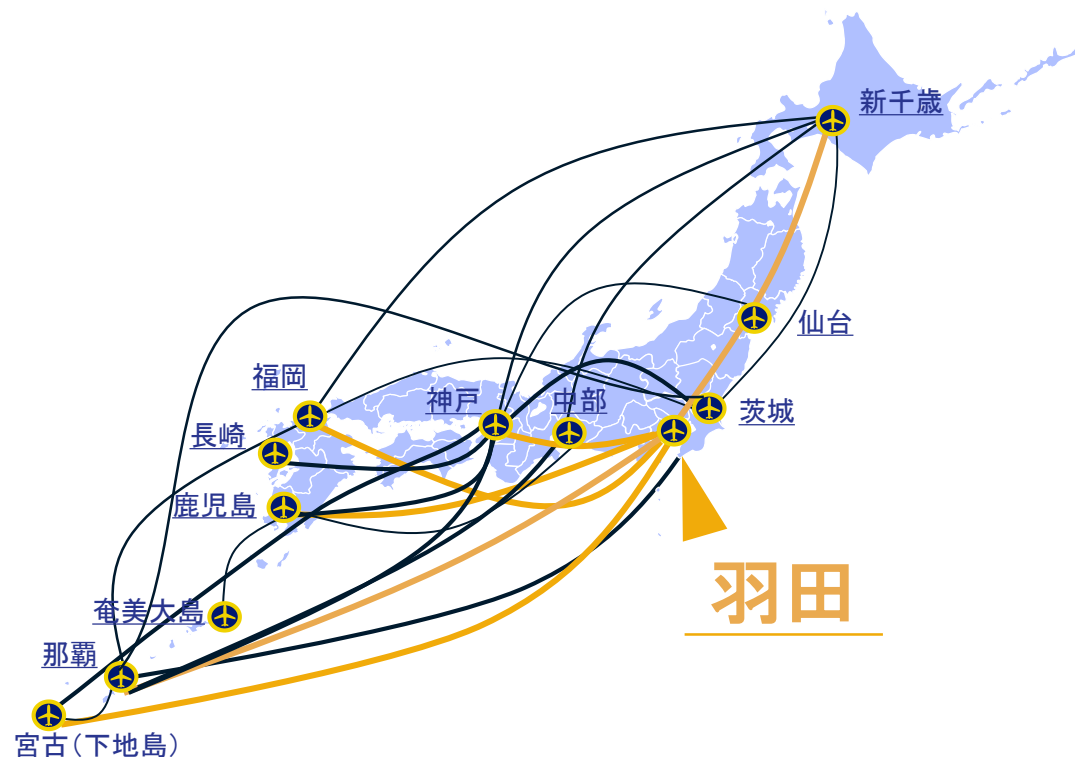 新千歳
仙台
福岡
神戸
中部
茨城
長崎
鹿児島
羽田
奄美大島
那覇
宮古(下地島)